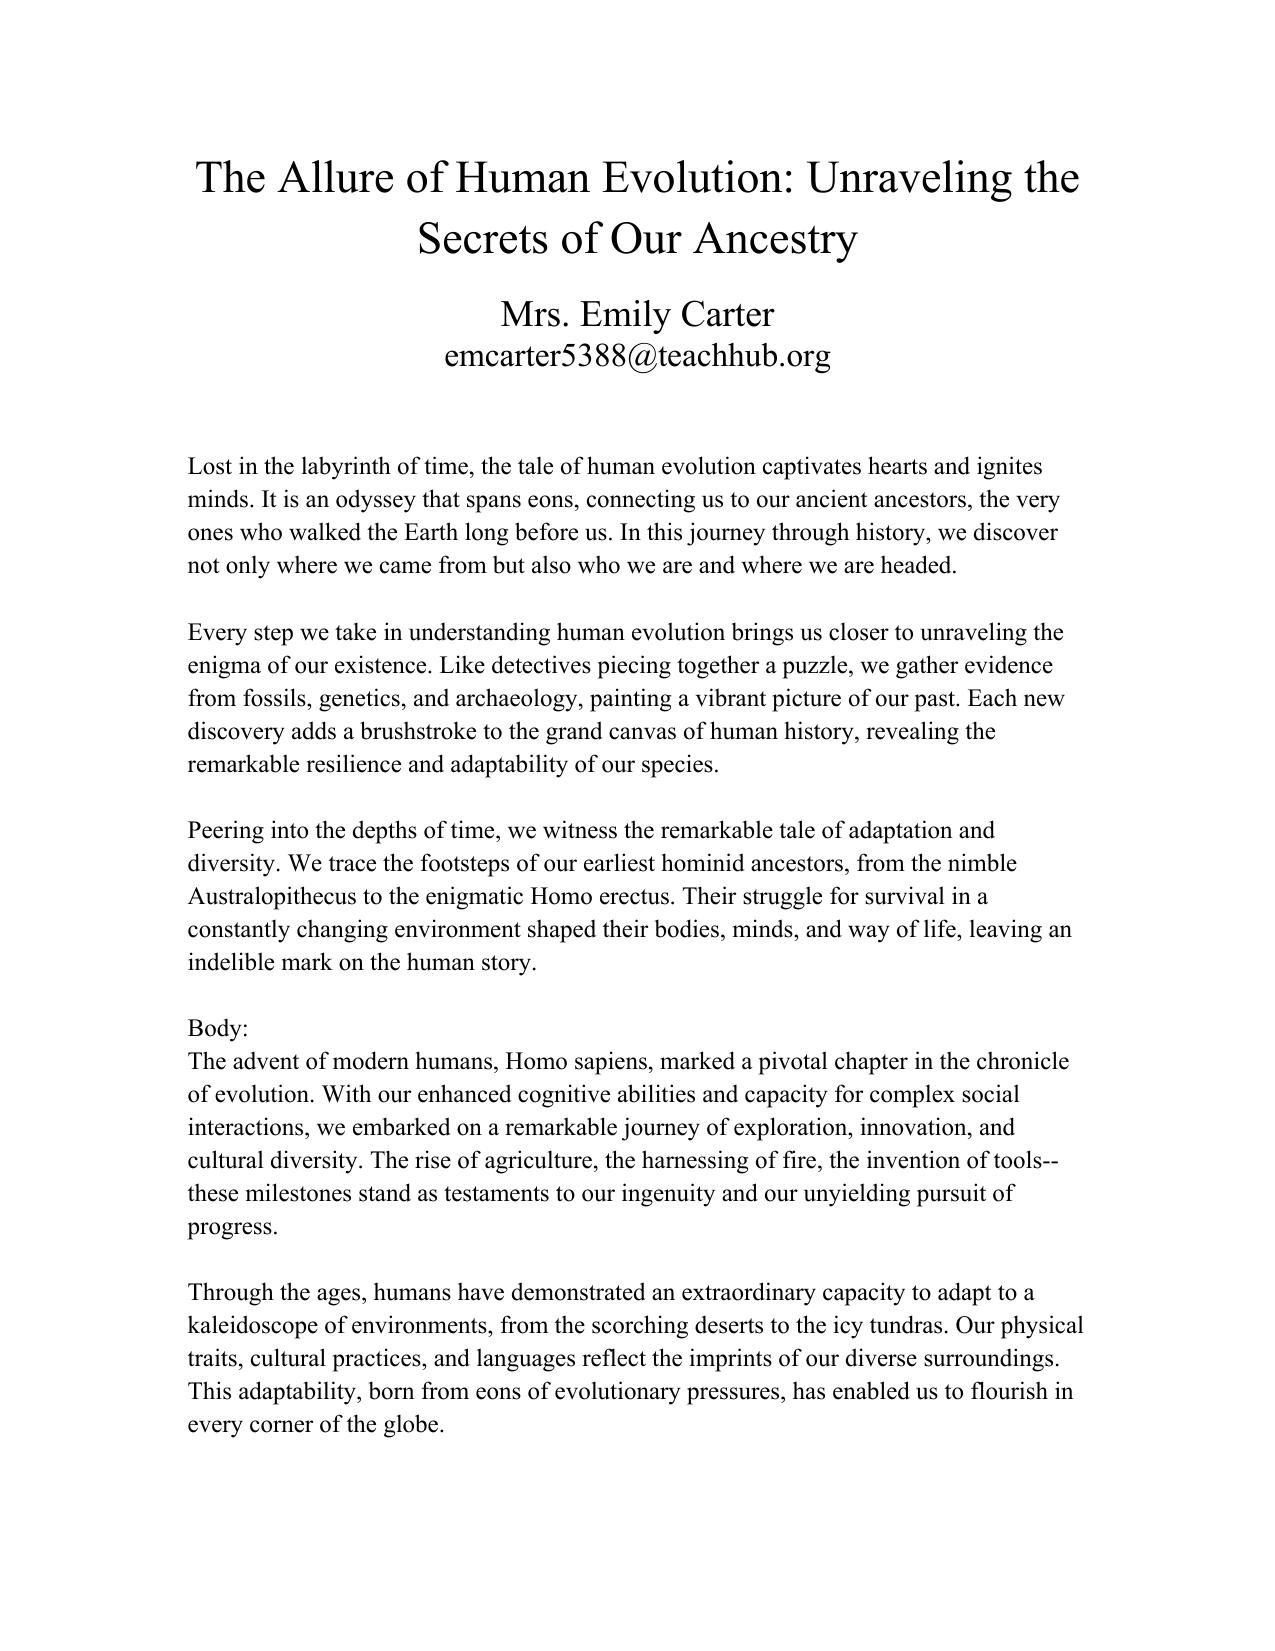 The Allure of Human Evolution: Unraveling the
Secrets of Our Ancestry
Mrs. Emily Carter
emcarter5388@teachhub.org
Lost in the labyrinth of time, the tale of human evolution captivates hearts and ignites
minds. It is an odyssey that spans eons, connecting us to our ancient ancestors, the very
ones who walked the Earth long before us. In this journey through history, we discover
not only where we came from but also who we are and where we are headed.
Every step we take in understanding human evolution brings us closer to unraveling the
enigma of our existence. Like detectives piecing together a puzzle, we gather evidence
from fossils, genetics, and archaeology, painting a vibrant picture of our past. Each new
discovery adds a brushstroke to the grand canvas of human history, revealing the
remarkable resilience and adaptability of our species.
Peering into the depths of time, we witness the remarkable tale of adaptation and
diversity. We trace the footsteps of our earliest hominid ancestors, from the nimble
Australopithecus to the enigmatic Homo erectus. Their struggle for survival in a
constantly changing environment shaped their bodies, minds, and way of life, leaving an
indelible mark on the human story.
Body:
The advent of modern humans, Homo sapiens, marked a pivotal chapter in the chronicle
of evolution. With our enhanced cognitive abilities and capacity for complex social
interactions, we embarked on a remarkable journey of exploration, innovation, and
cultural diversity. The rise of agriculture, the harnessing of fire, the invention of tools--
these milestones stand as testaments to our ingenuity and our unyielding pursuit of
progress.
Through the ages, humans have demonstrated an extraordinary capacity to adapt to a
kaleidoscope of environments, from the scorching deserts to the icy tundras. Our physical
traits, cultural practices, and languages reflect the imprints of our diverse surroundings.
This adaptability, born from eons of evolutionary pressures, has enabled us to flourish in
every corner of the globe.